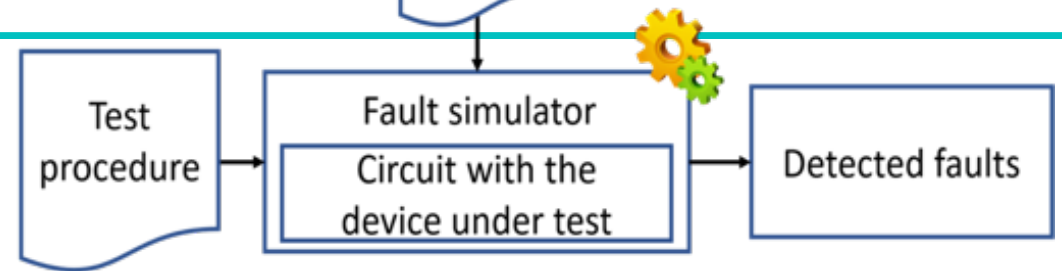 Test
procedure
Fault simulator
Circuit with the
device under test
Detected faults